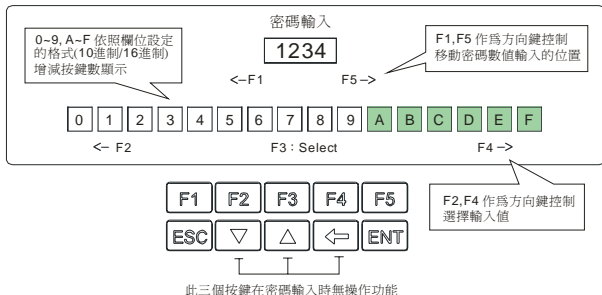 密碼輸入
0~9, A~F 依照欄位設定
的格式(10進制/16進制)
增減按鍵數顯示
1234
F1,F5 作爲方向鍵控制
移動密碼數值輸入的位置
<–F1 F5–>
0 1 2 3 4 5 6 7 8 9 A B C D E F
<– F2 F3：Select F4 –>
F2,F4 作爲方向鍵控制
選擇輸入值
F1 F2 F3 F4 F5
ESC ENT
此三個按鍵在密碼輸入時無操作功能